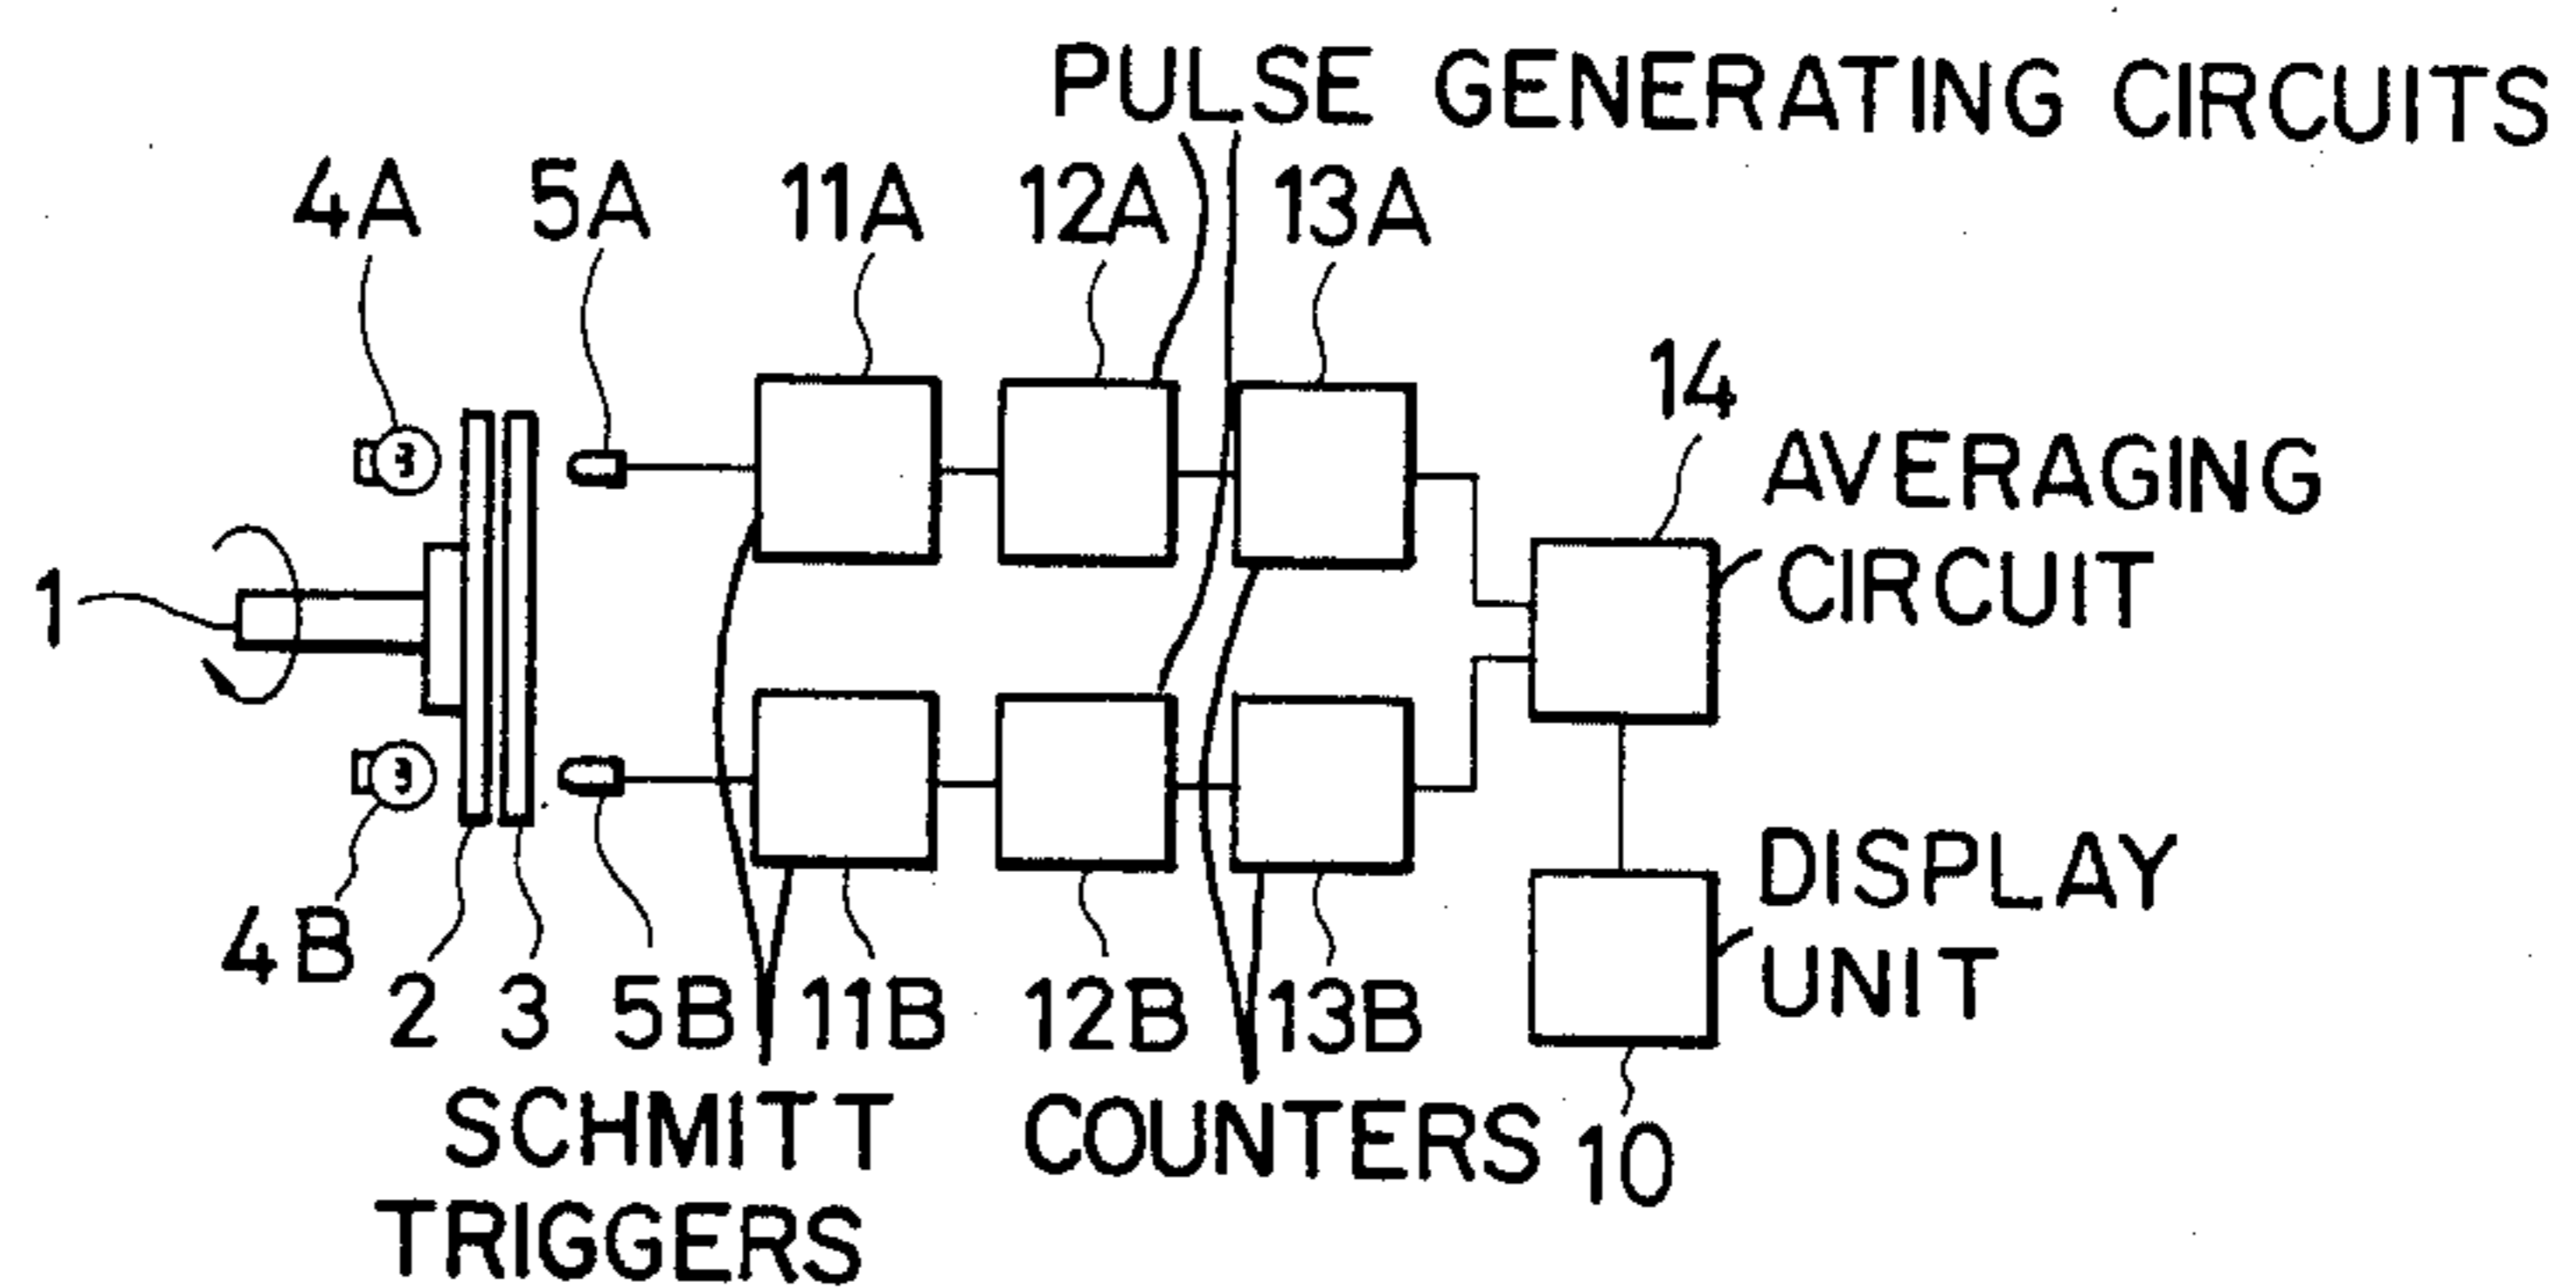 PULSE GENERATING CIRCUITS
4A 5A 11A 12A 13A
14
AVERAGING
CIRCUIT
1
DISPLAY
UNIT
4B
2 3 5B 11B 12B 13B
SCHMITT
TRIGGERS
COUNTERS
10